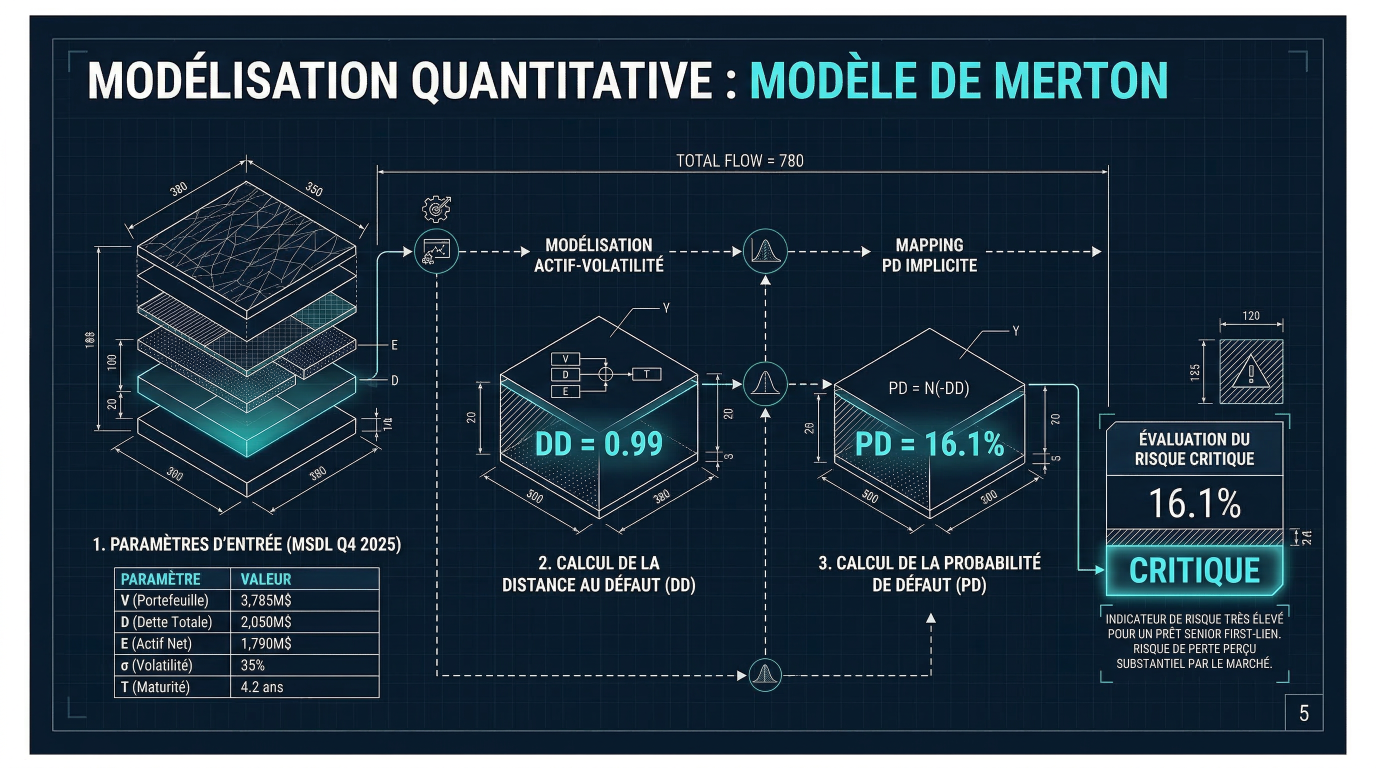 MODÉLISATION QUANTITATIVE : MODÈLE DE MERTON
TOTAL FLOW = 780
380
350
100
20
E
D
300
380
MODÉLISATION
ACTIF-VOLATILITÉ
MAPPING
PD IMPLICITE
Y
V
D
E
T
DD = 0.99
20
20
3
300
380
Y
PD = N(-DD)
PD = 16.1%
20
20
5
500
300
120
125
ÉVALUATION DU
RISQUE CRITIQUE
16.1%
CRITIQUE
INDICATEUR DE RISQUE TRÈS ÉLEVÉ
POUR UN PRÊT SENIOR FIRST-LIEN.
RISQUE DE PERTE PERÇU
SUBSTANTIEL PAR LE MARCHÉ.
1. PARAMÈTRES D'ENTRÉE (MSDL Q4 2025)
PARAMÈTRE VALEUR
V (Portefeuille) 3,785M$
D (Dette Totale) 2,050M$
E (Actif Net) 1,790M$
σ (Volatilité) 35%
T (Maturité) 4.2 ans
2. CALCUL DE LA
DISTANCE AU DÉFAUT (DD)
3. CALCUL DE LA PROBABILITÉ
DE DÉFAUT (PD)
5